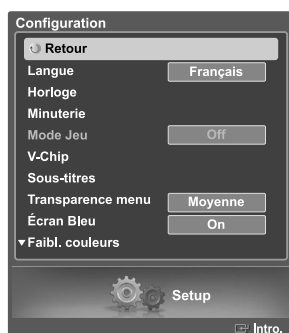 Configuration
Retour
Langue Français
Horloge
Minuterie
Mode Jeu Off
V-Chip
Sous-titres
Transparence menu Moyenne
Écran Bleu On
▼Faibl. couleurs
Setup
Intro.